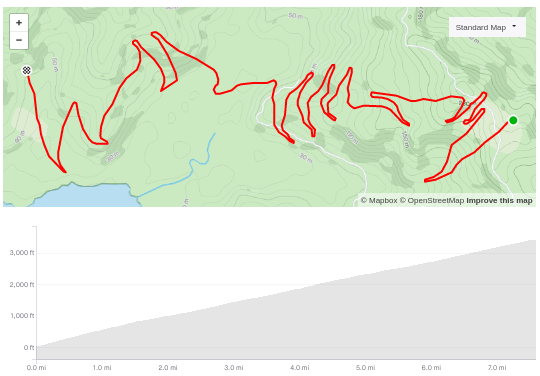 50 m
+
−
Standard Map
50 m
© Mapbox © OpenStreetMap Improve this map
3,000 ft
2,000 ft
1,000 ft
0 ft
0.0 mi 1.0 mi 2.0 mi 3.0 mi 4.0 mi 5.0 mi 6.0 mi 7.0 mi